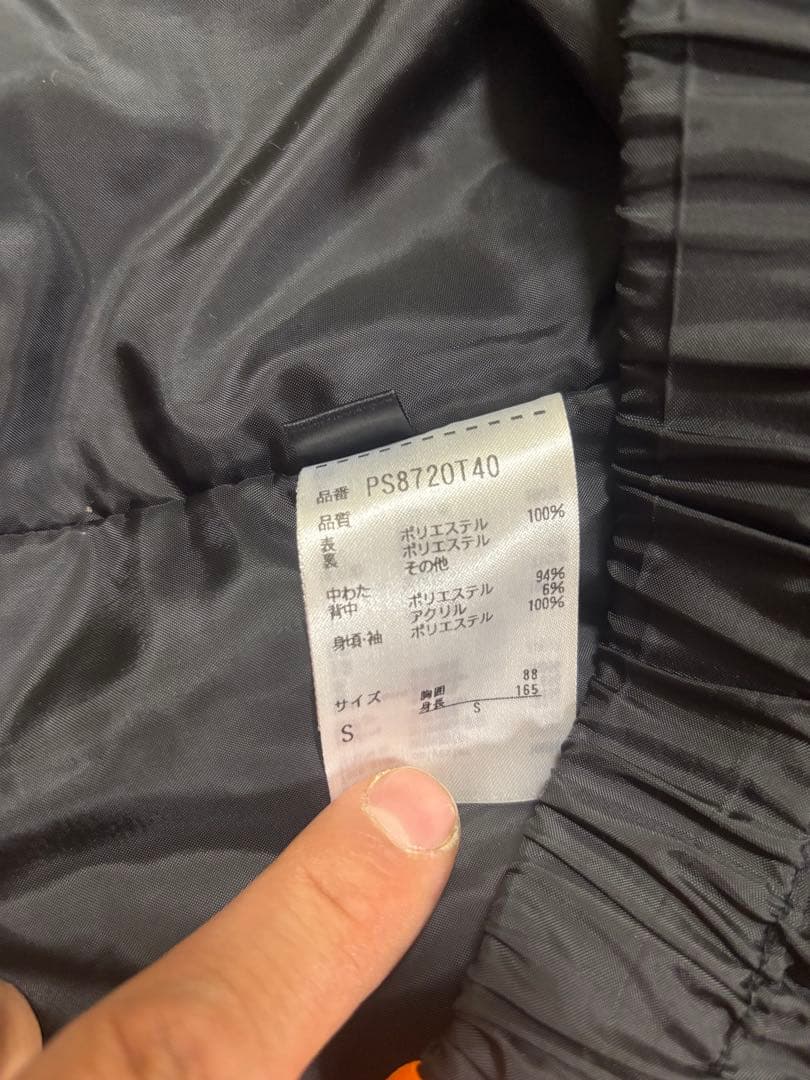 品番 PS8720T40
品質
表 ポリエステル 100%
裏 ポリエステル
その他
中わた ポリエステル 94%
背中 アクリル 6%
身頃・袖 ポリエステル 100%
サイズ 胸囲 88
身長 165
S S